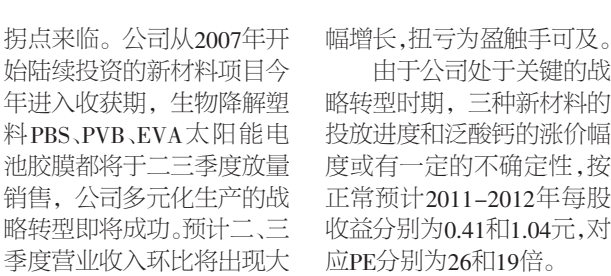 拐点来临。公司从2007年开
始陆续投资的新材料项目今
年进入收获期，生物降解塑
料PBS、PVB、EVA太阳能电
池胶膜都将于二三季度放量
销售，公司多元化生产的战
略转型即将成功。预计二、三
季度营业收入环比将出现大
幅增长，扭亏为盈触手可及。
由于公司处于关键的战
略转型时期，三种新材料的
投放进度和泛酸钙的涨价幅
度或有一定的不确定性，按
正常预计2011-2012年每股
收益分别为0.41和1.04元，对
应PE分别为26和19倍。